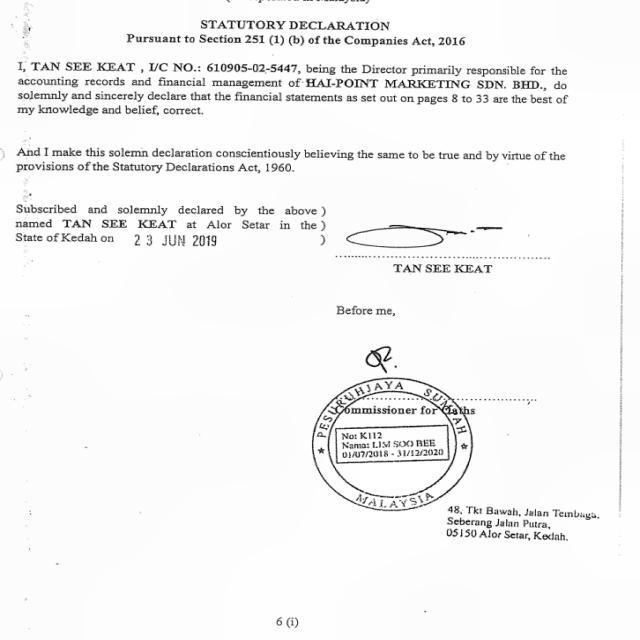 STATUTORY DECLARATION
Pursuant to Section 251 (1) (b) of the Companies Act, 2016
I, TAN SEE KEAT , I/C NO.: 610905-02-5447, being the Director primarily responsible for the
accounting records and financial management of HAI-POINT MARKETING SDN. BHD., do
solemnly and sincerely declare that the financial statements as set out on pages 8 to 33 are the best of
my knowledge and belief, correct.
And I make this solemn declaration conscientiously believing the same to be true and by virtue of the
provisions of the Statutory Declarations Act, 1960.
Subscribed and solemnly declared by the above )
named TAN SEE KEAT at Alor Setar in the )
State of Kedah on 23 JUN 2019 )
TAN SEE KEAT
Before me,
PESURUHJAYA SUMPAH
Commissioner for Oaths
No: K112
Nama: LIM SOO BEE
01/07/2018 - 31/12/2020
MALAYSIA
48, Tkt Bawah, Jalan Tembaga,
Seberang Jalan Putra,
05150 Alor Setar, Kedah.
6 (i)